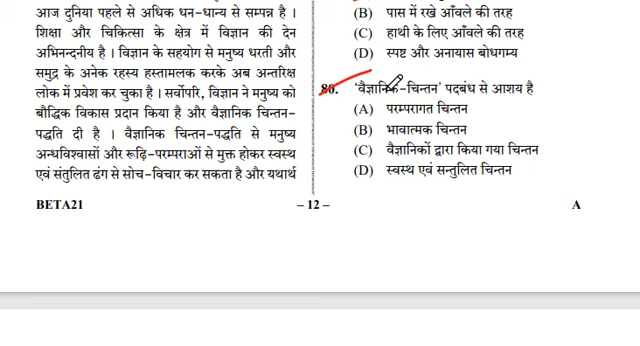 आज दुनिया पहले से अधिक धन-धान्य से सम्पन्न है ।
शिक्षा और चिकित्सा के क्षेत्र में विज्ञान की देन
अभिनन्दनीय है । विज्ञान के सहयोग से मनुष्य धरती और
समुद्र के अनेक रहस्य हस्तामलक करके अब अन्तरिक्ष
लोक में प्रवेश कर चुका है । सर्वोपरि, विज्ञान ने मनुष्य को
बौद्धिक विकास प्रदान किया है और वैज्ञानिक चिन्तन-
पद्धति दी है । वैज्ञानिक चिन्तन-पद्धति से मनुष्य
अन्धविश्वासों और रूढ़ि-परम्पराओं से मुक्त होकर स्वस्थ
एवं संतुलित ढंग से सोच-विचार कर सकता है और यथार्थ
(B) पास में रखे आँवले की तरह
(C) हाथी के लिए आँवले की तरह
(D) स्पष्ट और अनायास बोधगम्य
80. 'वैज्ञानिक-चिन्तन' पदबंध से आशय है
(A) परम्परागत चिन्तन
(B) भावात्मक चिन्तन
(C) वैज्ञानिकों द्वारा किया गया चिन्तन
(D) स्वस्थ एवं सन्तुलित चिन्तन
BETA21 – 12 – A